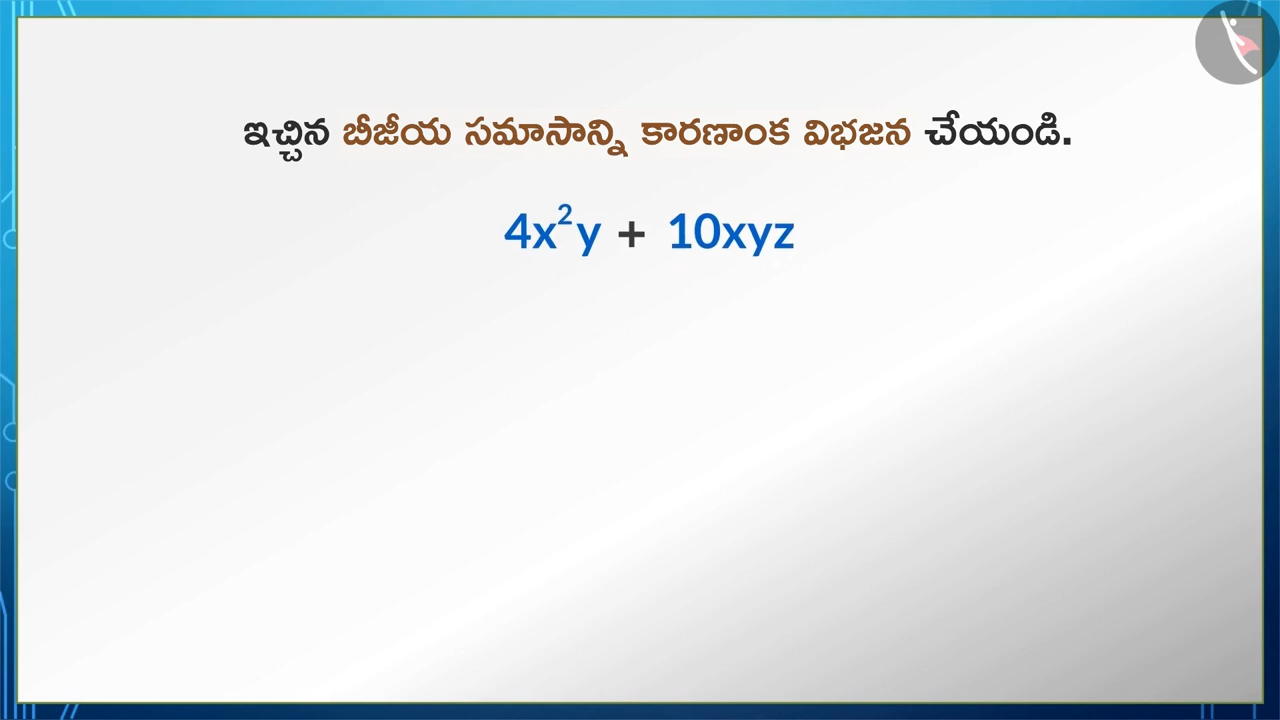 ఇచ్చిన బీజీయ సమాసాన్ని కారణాంక విభజన చేయండి.
4x²y + 10xyz